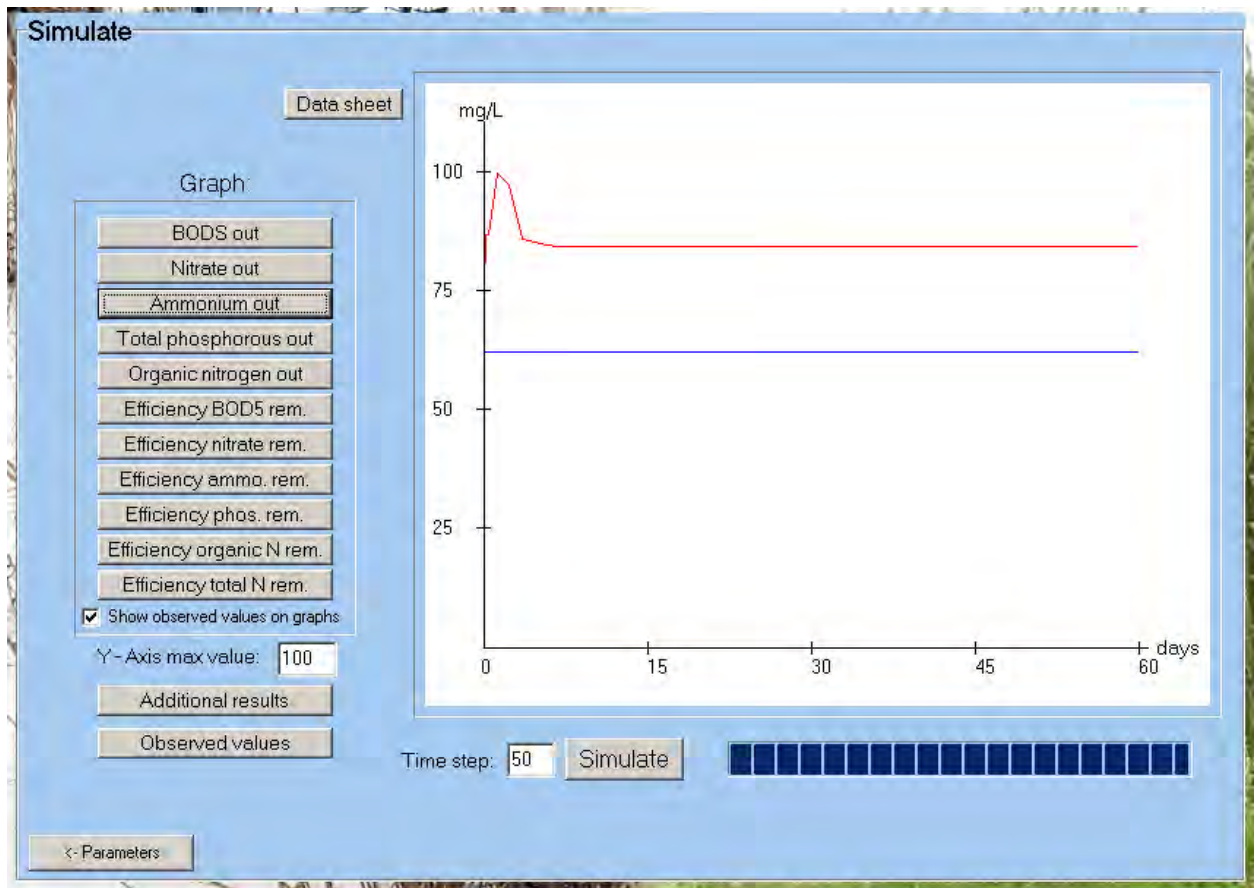 Simulate
Data sheet
Graph
BODS out
Nitrate out
Ammonium out
Total phosphorous out
Organic nitrogen out
Efficiency BOD5 rem.
Efficiency nitrate rem.
Efficiency ammo. rem.
Efficiency phos. rem.
Efficiency organic N rem.
Efficiency total N rem.
Show observed values on graphs
Y-Axis max value: 100
Additional results
Observed values
mg/L
100
75
50
25
0 15 30 45 60 days
Time step: 50 Simulate
<- Parameters